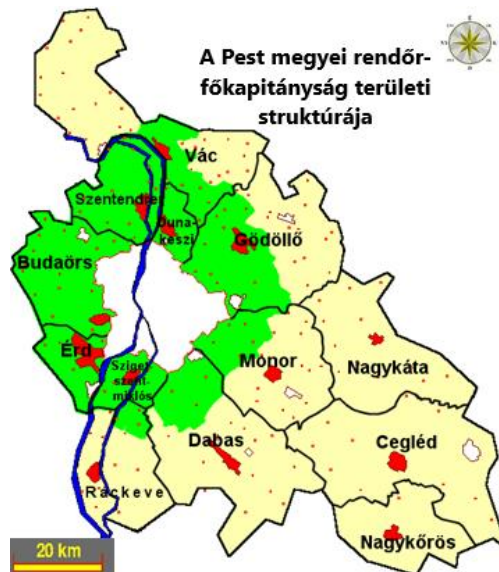 A Pest megyei rendőr-
főkapitányság területi
struktúrája
Vác
Szentendre
Duna-
keszi
Gödöllő
Budaörs
Érd
Sziget-
szent-
miklós
Monor
Nagykáta
Dabas
Cegléd
Ráckeve
Nagykőrös
20 km